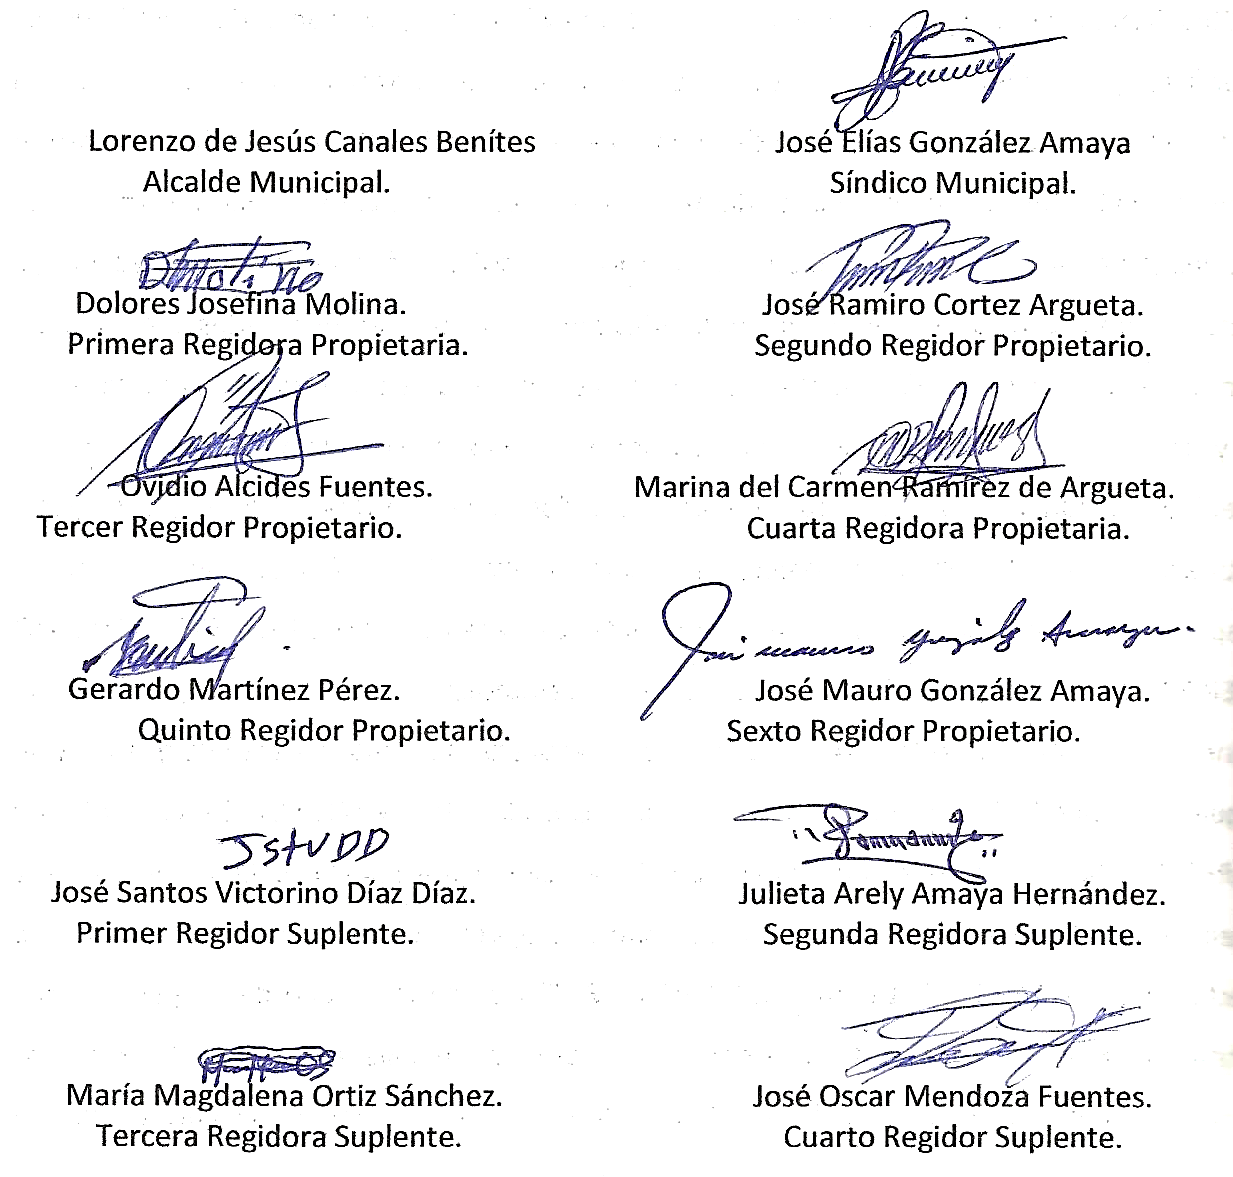 Lorenzo de Jesús Canales Benítes
José Elías González Amaya
Alcalde Municipal.
Síndico Municipal.
Dolores Josefina Molina.
José Ramiro Cortez Argueta.
Primera Regidora Propietaria.
Segundo Regidor Propietario.
Ovidio Alcides Fuentes.
Marina del Carmen Ramírez de Argueta.
Tercer Regidor Propietario.
Cuarta Regidora Propietaria.
Gerardo Martínez Pérez.
José Mauro González Amaya.
Quinto Regidor Propietario.
Sexto Regidor Propietario.
JStVDD
José Santos Victorino Díaz Díaz.
Julieta Arely Amaya Hernández.
Primer Regidor Suplente.
Segunda Regidora Suplente.
María Magdalena Ortiz Sánchez.
José Oscar Mendoza Fuentes.
Tercera Regidora Suplente.
Cuarto Regidor Suplente.